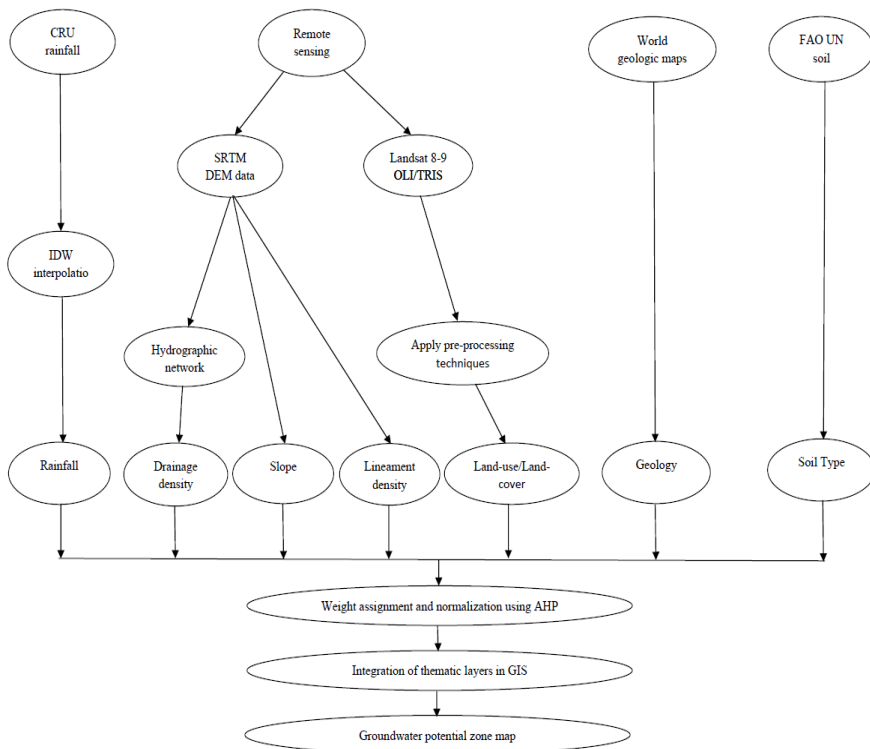 CRU
rainfall
Remote
sensing
World
geologic maps
FAO UN
soil
SRTM
DEM data
Landsat 8-9
OLI/TRIS
IDW
interpolatio
Hydrographic
network
Apply pre-processing
techniques
Rainfall
Drainage
density
Slope
Lineament
density
Land-use/Land-
cover
Geology
Soil Type
Weight assignment and normalization using AHP
Integration of thematic layers in GIS
Groundwater potential zone map